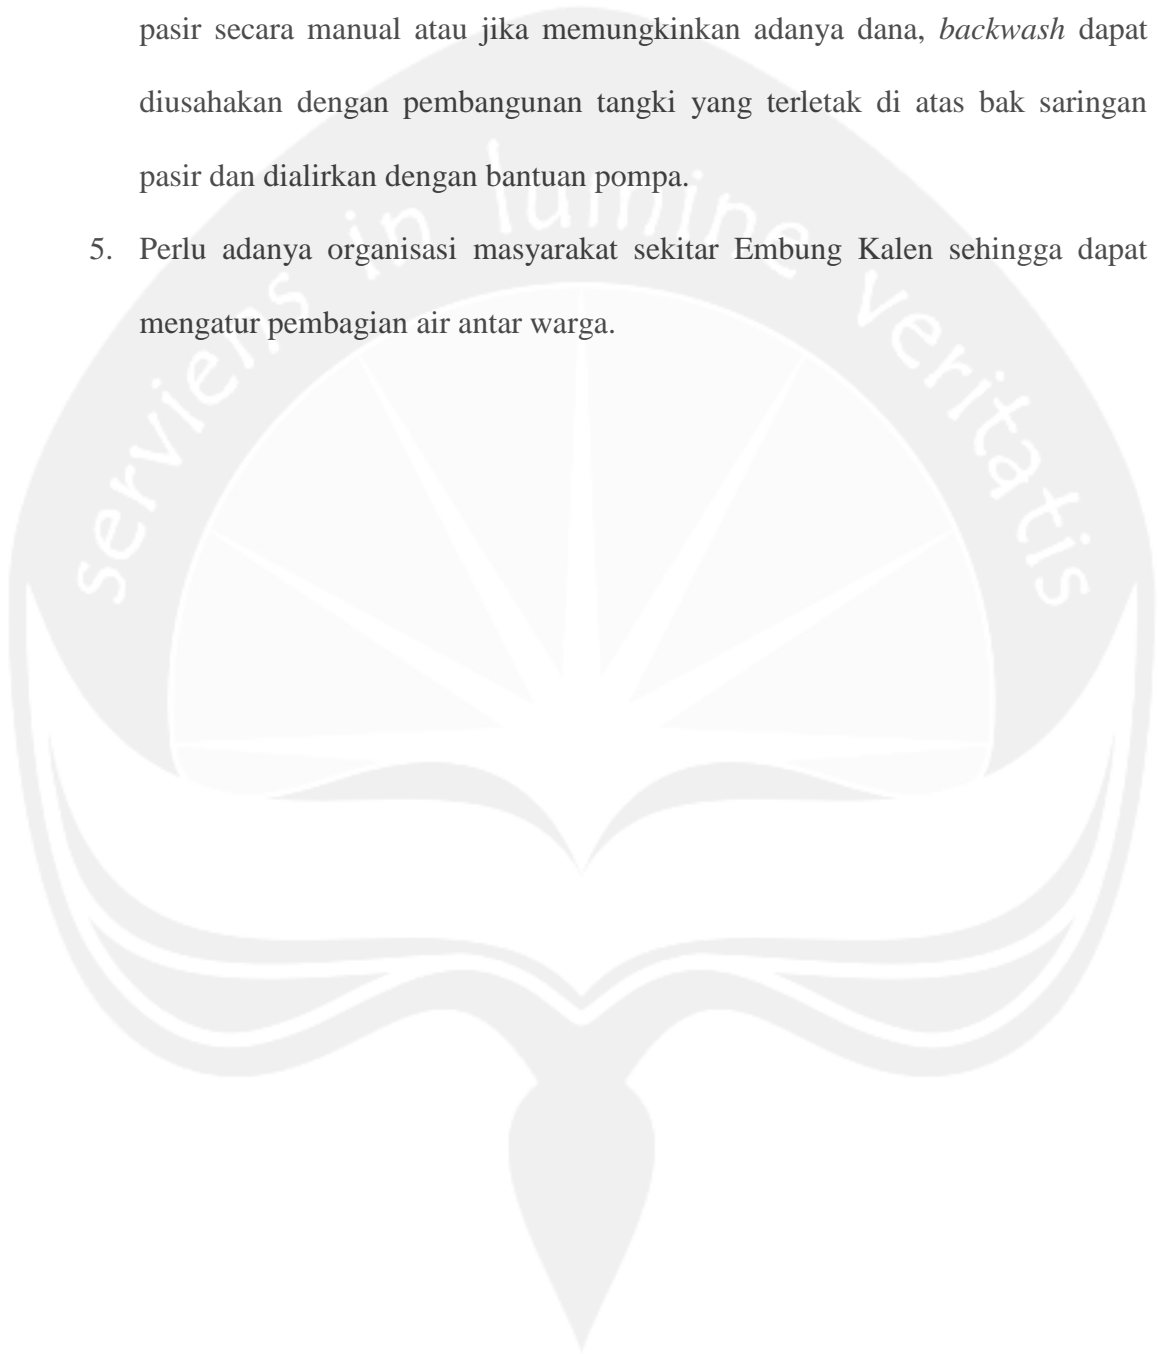 pasir secara manual atau jika memungkinkan adanya dana, backwash dapat
diusahakan dengan pembangunan tangki yang terletak di atas bak saringan
pasir dan dialirkan dengan bantuan pompa.
5. Perlu adanya organisasi masyarakat sekitar Embung Kalen sehingga dapat
mengatur pembagian air antar warga.
serviens in lumine veritatis